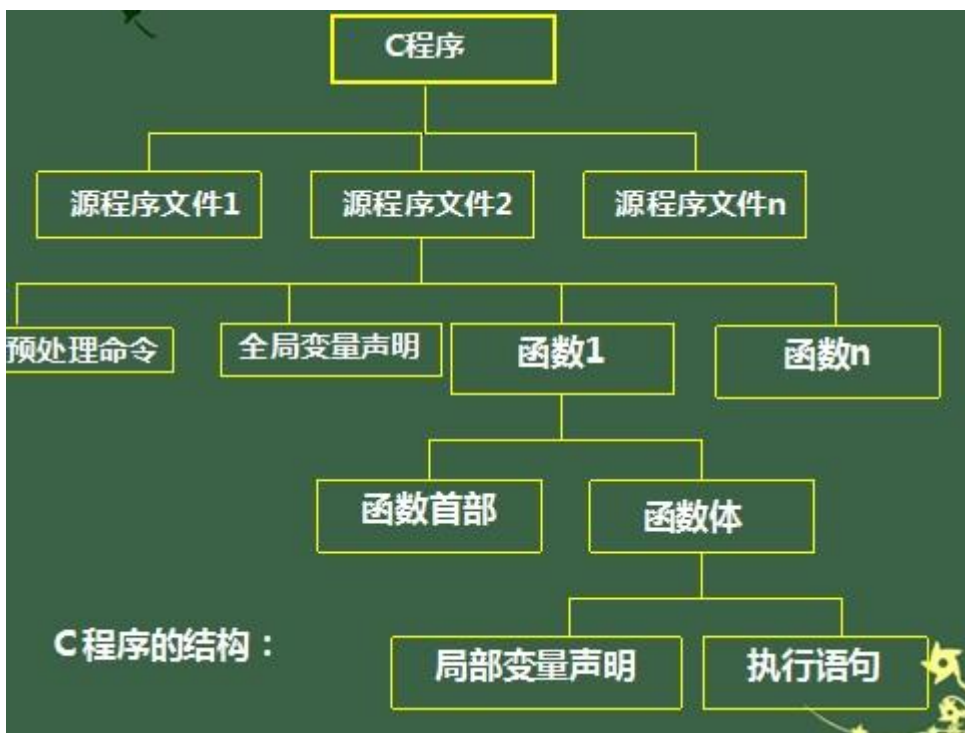 C程序
源程序文件1
源程序文件2
源程序文件n
预处理命令
全局变量声明
函数1
函数n
函数首部
函数体
C程序的结构：
局部变量声明
执行语句